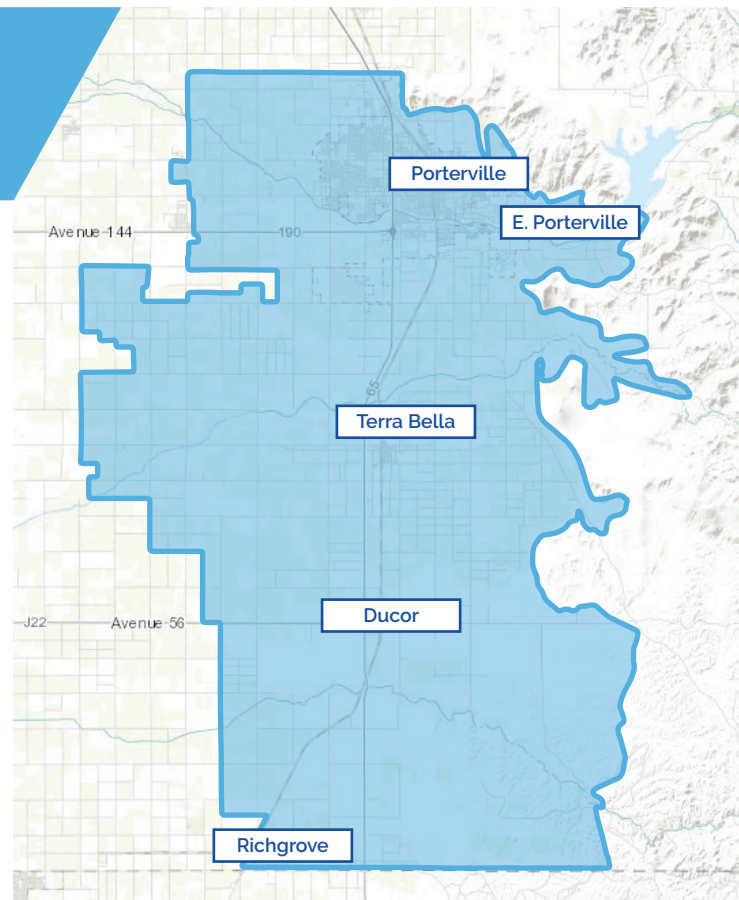 Porterville
E. Porterville
Avenue 144
190
65
Terra Bella
Ducor
J22
Avenue 56
Richgrove